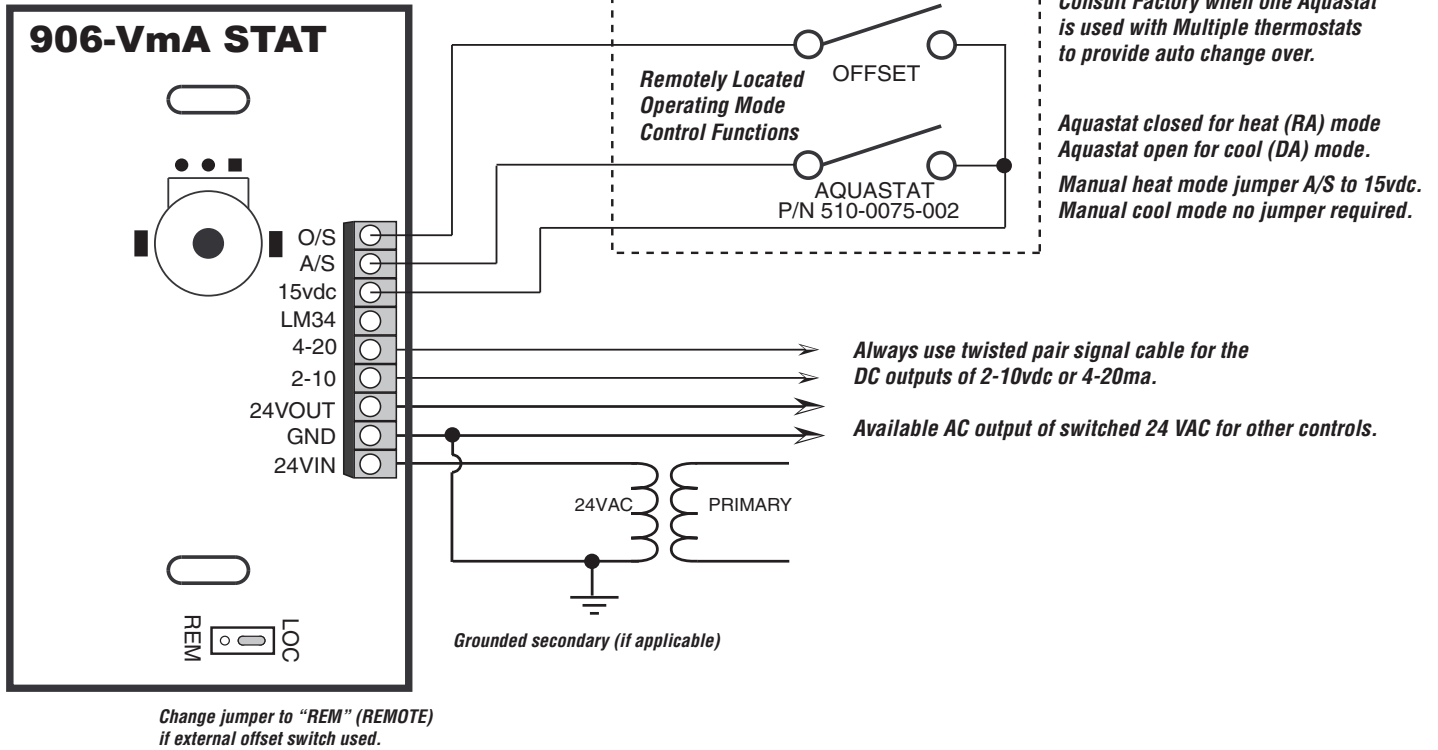 Consult Factory when one Aquastat
is used with Multiple thermostats
to provide auto change over.
906-VmA STAT
OFFSET
Remotely Located
Operating Mode
Control Functions
AQUASTAT
P/N 510-0075-002
Aquastat closed for heat (RA) mode
Aquastat open for cool (DA) mode.
Manual heat mode jumper A/S to 15vdc.
Manual cool mode no jumper required.
O/S
A/S
15vdc
LM34
4-20
2-10
24VOUT
GND
24VIN
Always use twisted pair signal cable for the
DC outputs of 2-10vdc or 4-20ma.
Available AC output of switched 24 VAC for other controls.
24VAC
PRIMARY
Grounded secondary (if applicable)
REM
LOC
Change jumper to “REM” (REMOTE)
if external offset switch used.